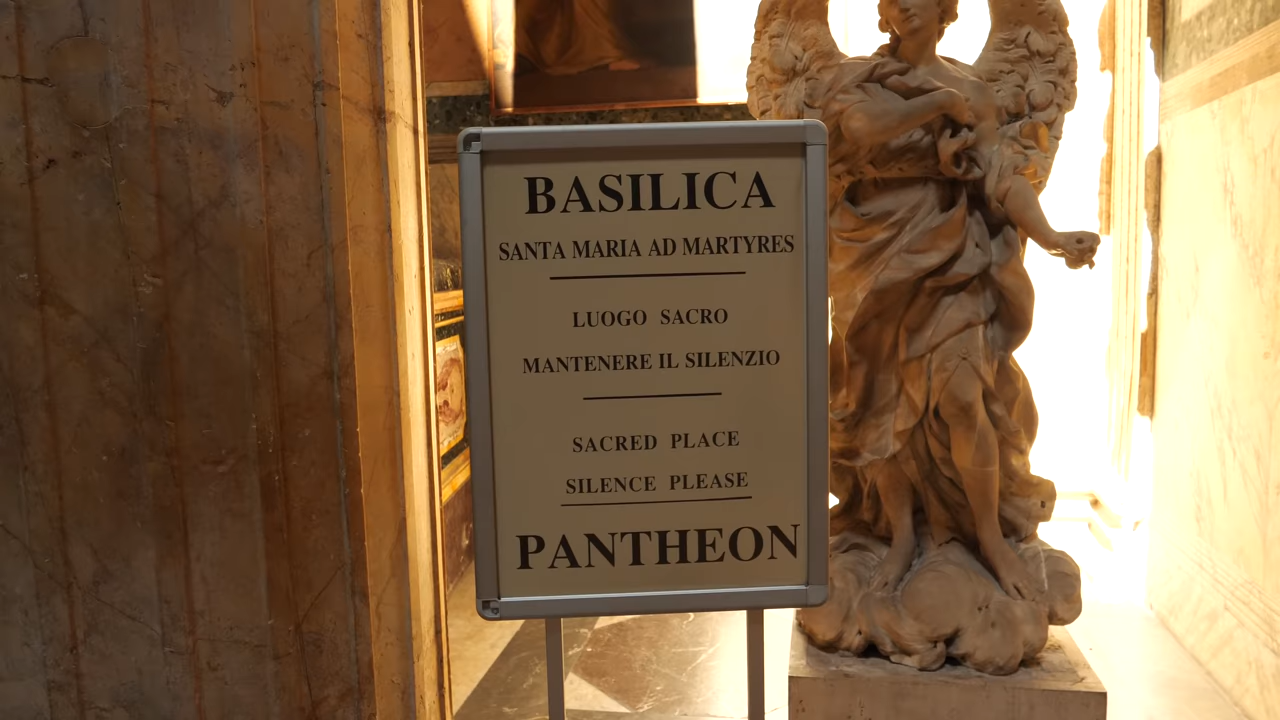 BASILICA
SANTA MARIA AD MARTYRES
LUOGO SACRO
MANTENERE IL SILENZIO
SACRED PLACE
SILENCE PLEASE
PANTHEON